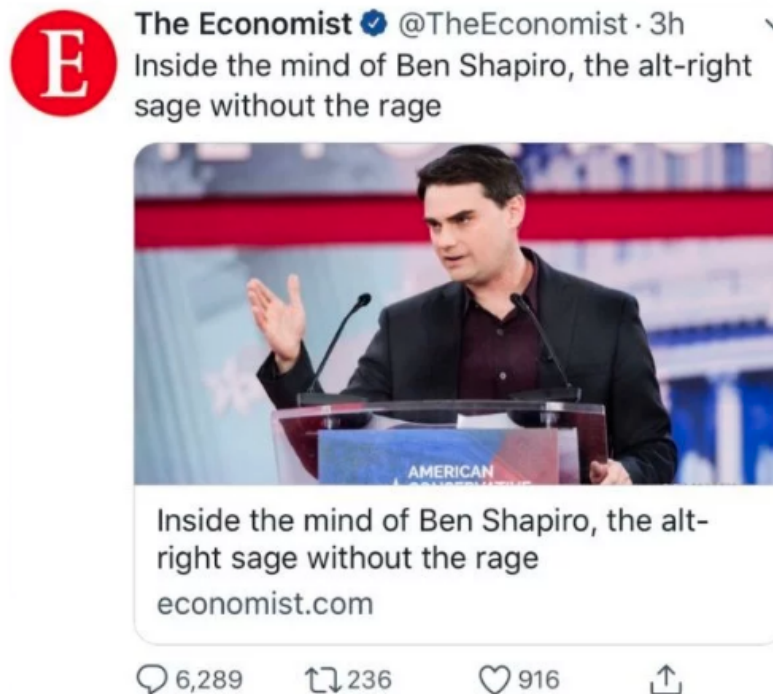 E
The Economist @TheEconomist · 3h
Inside the mind of Ben Shapiro, the alt-right
sage without the rage
AMERICAN
CONSERVATIVE
Inside the mind of Ben Shapiro, the alt-
right sage without the rage
economist.com
6,289 236 916